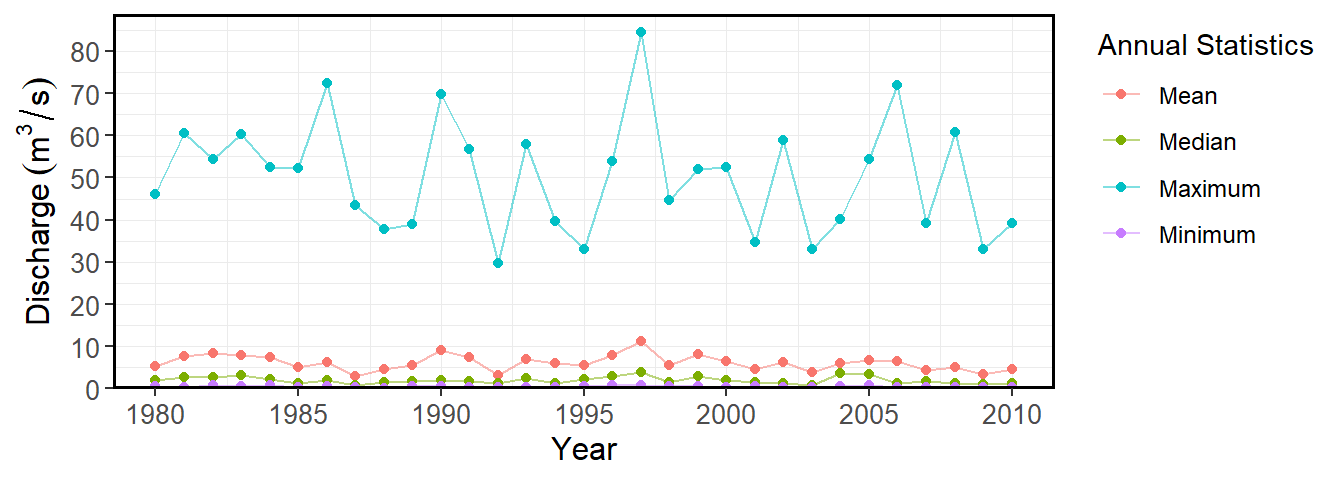 Discharge (m³/s)
80
70
60
50
40
30
20
10
0
1980 1985 1990 1995 2000 2005 2010
Year
Annual Statistics
Mean
Median
Maximum
Minimum